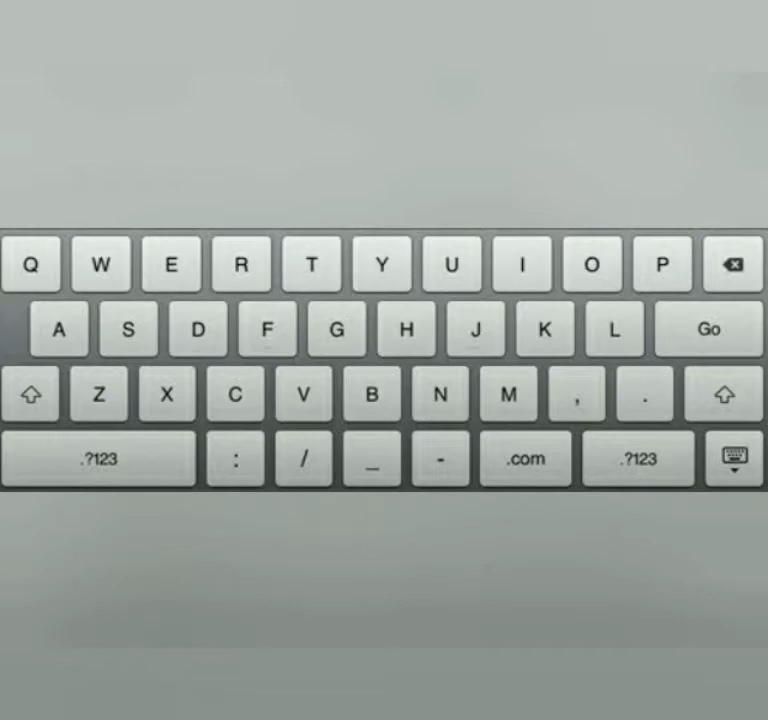 Q W E R T Y U I O P
A S D F G H J K L Go
Z X C V B N M , .
.?123 : / _ - .com .?123